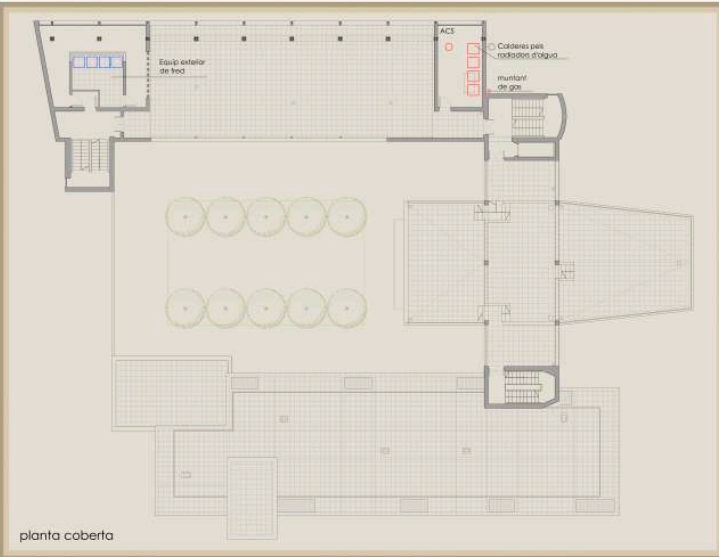 ACS
Calderes pels
radiadors d'aigua
Equip exterior
de fred
muntant
de gas
planta coberta